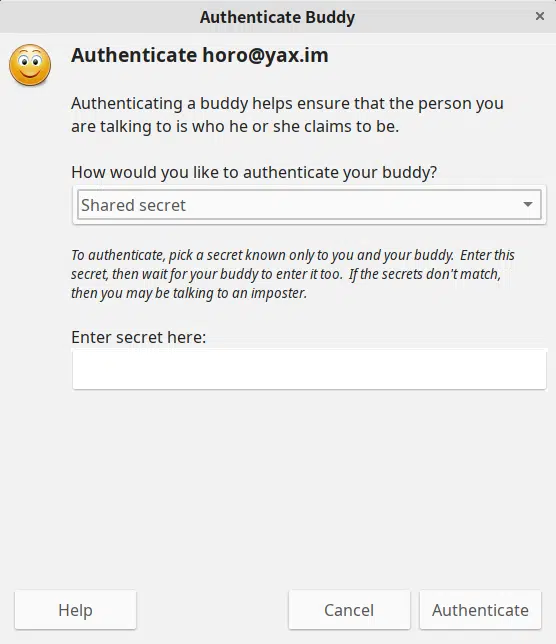 Authenticate Buddy
Authenticate horo@yax.im
Authenticating a buddy helps ensure that the person you
are talking to is who he or she claims to be.
How would you like to authenticate your buddy?
Shared secret
To authenticate, pick a secret known only to you and your buddy.  Enter this
secret, then wait for your buddy to enter it too.  If the secrets don't match,
then you may be talking to an imposter.
Enter secret here:
Help
Cancel
Authenticate